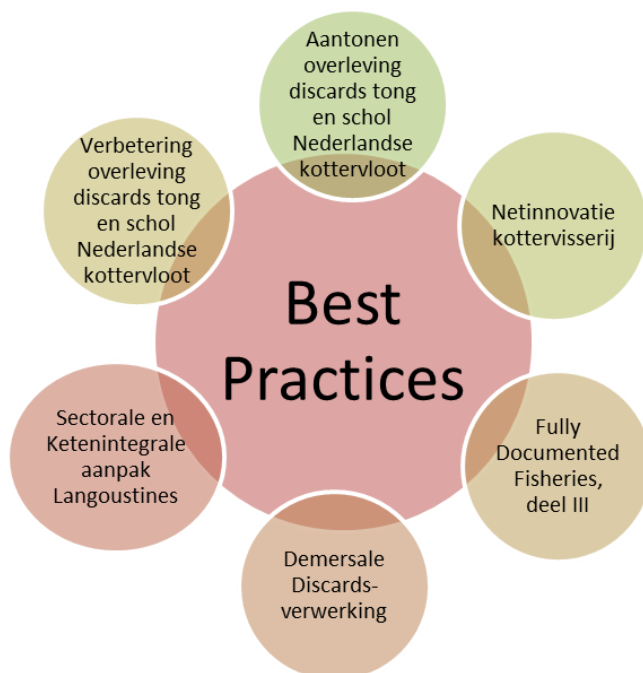 Aantonen
overleving
discards tong
en schol
Nederlandse
kottervloot
Verbetering
overleving
discards tong
en schol
Nederlandse
kottervloot
Netinnovatie
kottervisserij
Best
Practices
Sectorale en
Ketenintegrale
aanpak
Langoustines
Fully
Documented
Fisheries,
deel III
Demersale
Discards-
verwerking